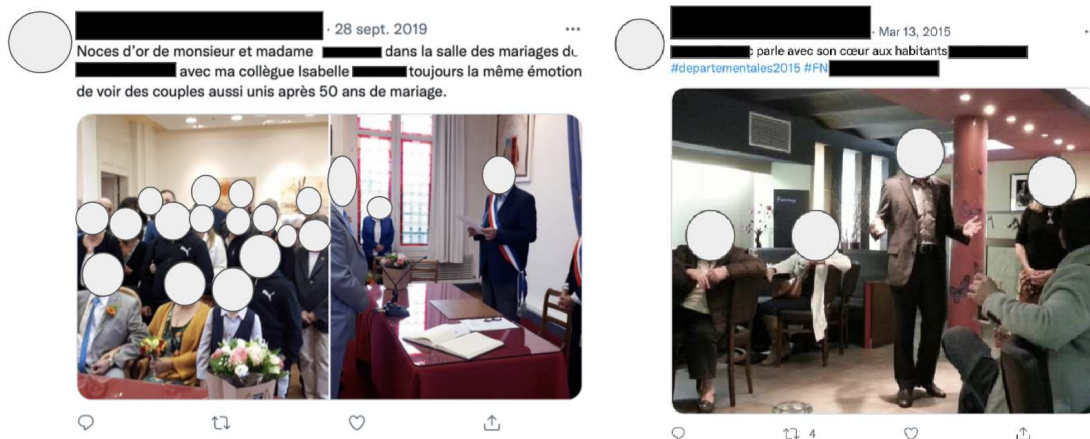 · 28 sept. 2019
Noces d'or de monsieur et madame dans la salle des mariages du
avec ma collègue Isabelle toujours la même émotion
de voir des couples aussi unis après 50 ans de mariage.
· Mar 13, 2015
parle avec son cœur aux habitants
#departementales2015 #FN
4